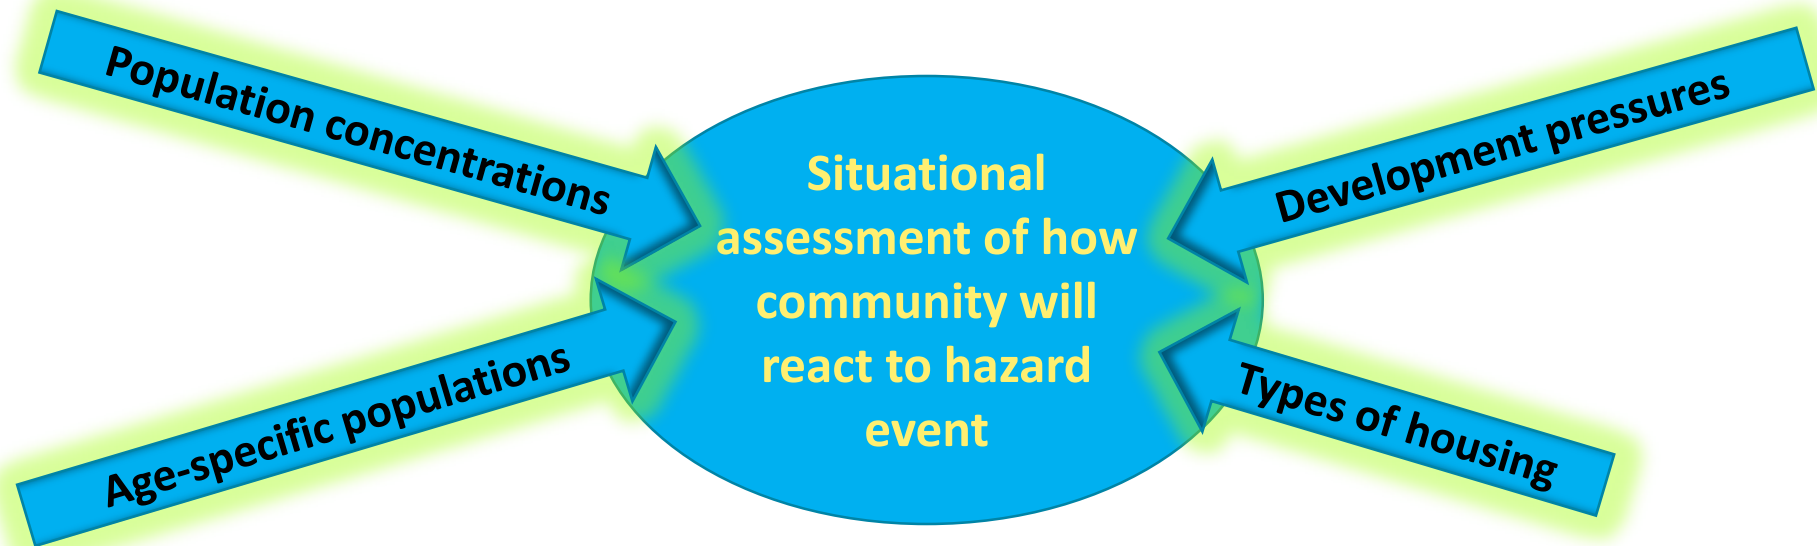 Population concentrations
Development pressures
Situational
assessment of how
community will
react to hazard
event
Age-specific populations
Types of housing